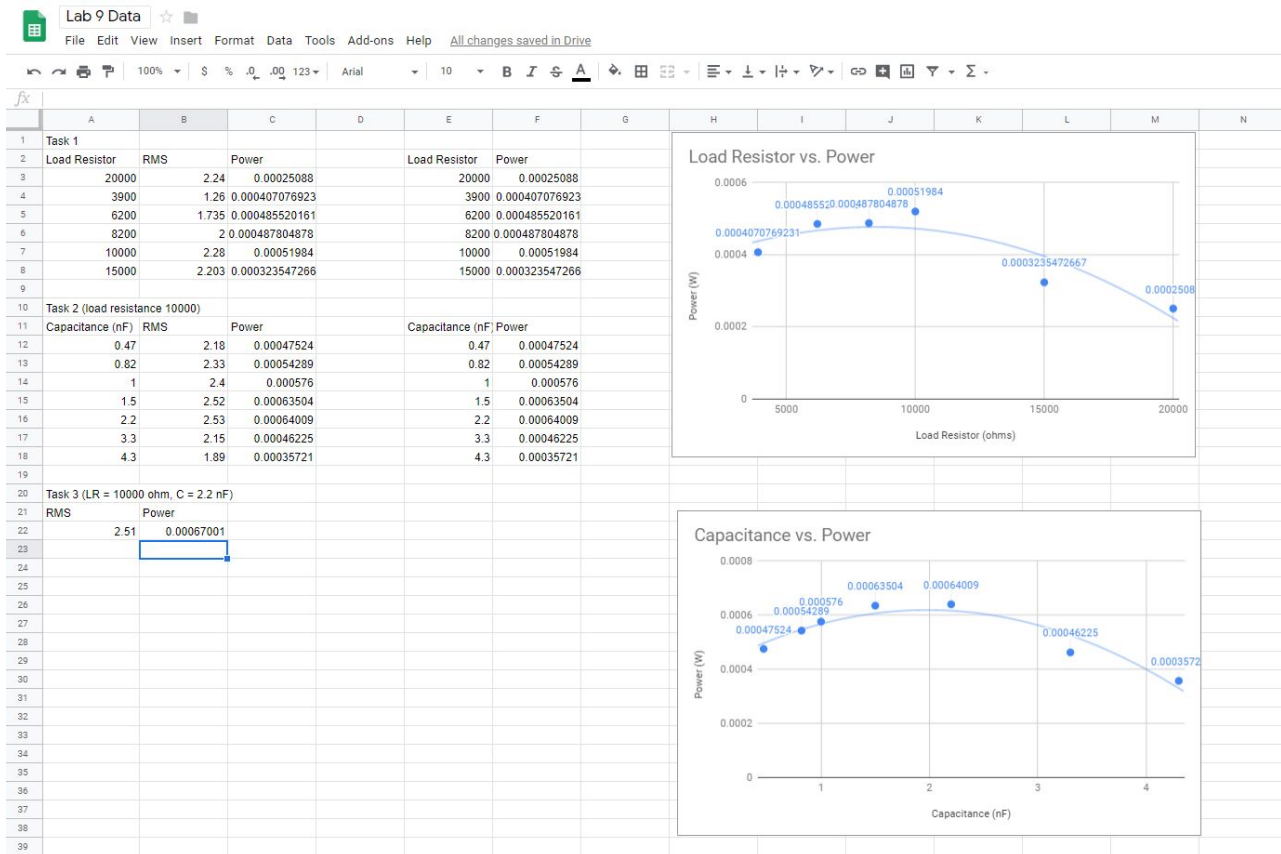 Lab 9 Data
File Edit View Insert Format Data Tools Add-ons Help All changes saved in Drive
100% $ % .0 .00 123 Arial 10 B I S A Σ
fx
A B C D E F G H I J K L M N
1 Task 1
2 Load Resistor RMS Power Load Resistor Power
3 20000 2.24 0.00025088 20000 0.00025088
4 3900 1.26 0.000407076923 3900 0.000407076923
5 6200 1.735 0.000485520161 6200 0.000485520161
6 8200 2 0.000487804878 8200 0.000487804878
7 10000 2.28 0.00051984 10000 0.00051984
8 15000 2.203 0.000323547266 15000 0.000323547266
9
10 Task 2 (load resistance 10000)
11 Capacitance (nF) RMS Power Capacitance (nF) Power
12 0.47 2.18 0.00047524 0.47 0.00047524
13 0.82 2.33 0.00054289 0.82 0.00054289
14 1 2.4 0.000576 1 0.000576
15 1.5 2.52 0.00063504 1.5 0.00063504
16 2.2 2.53 0.00064009 2.2 0.00064009
17 3.3 2.15 0.00046225 3.3 0.00046225
18 4.3 1.89 0.00035721 4.3 0.00035721
19
20 Task 3 (LR = 10000 ohm, C = 2.2 nF)
21 RMS Power
22 2.51 0.00067001
23
24
25
26
27
28
29
30
31
32
33
34
35
36
37
38
39
Load Resistor vs. Power
0.0006
0.00051984
0.00048552 0.000487804878
0.0004070769231
0.0004
0.0003235472667
0.0002508
Power (W)
0.0002
0
5000 10000 15000 20000
Load Resistor (ohms)
Capacitance vs. Power
0.0008
0.00063504 0.00064009
0.000576
0.0006
0.00054289
0.00047524
0.00046225
0.0003572
0.0004
Power (W)
0.0002
0
1 2 3 4
Capacitance (nF)